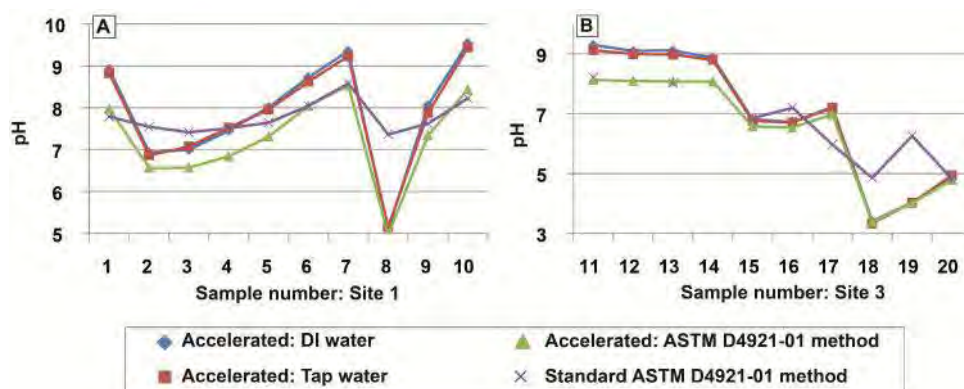 A
10
9
8
7
6
5
pH
1 2 3 4 5 6 7 8 9 10
Sample number: Site 1
B
9
7
5
3
pH
11 12 13 14 15 16 17 18 19 20
Sample number: Site 3
Accelerated: DI water
Accelerated: ASTM D4921-01 method
Accelerated: Tap water
Standard ASTM D4921-01 method